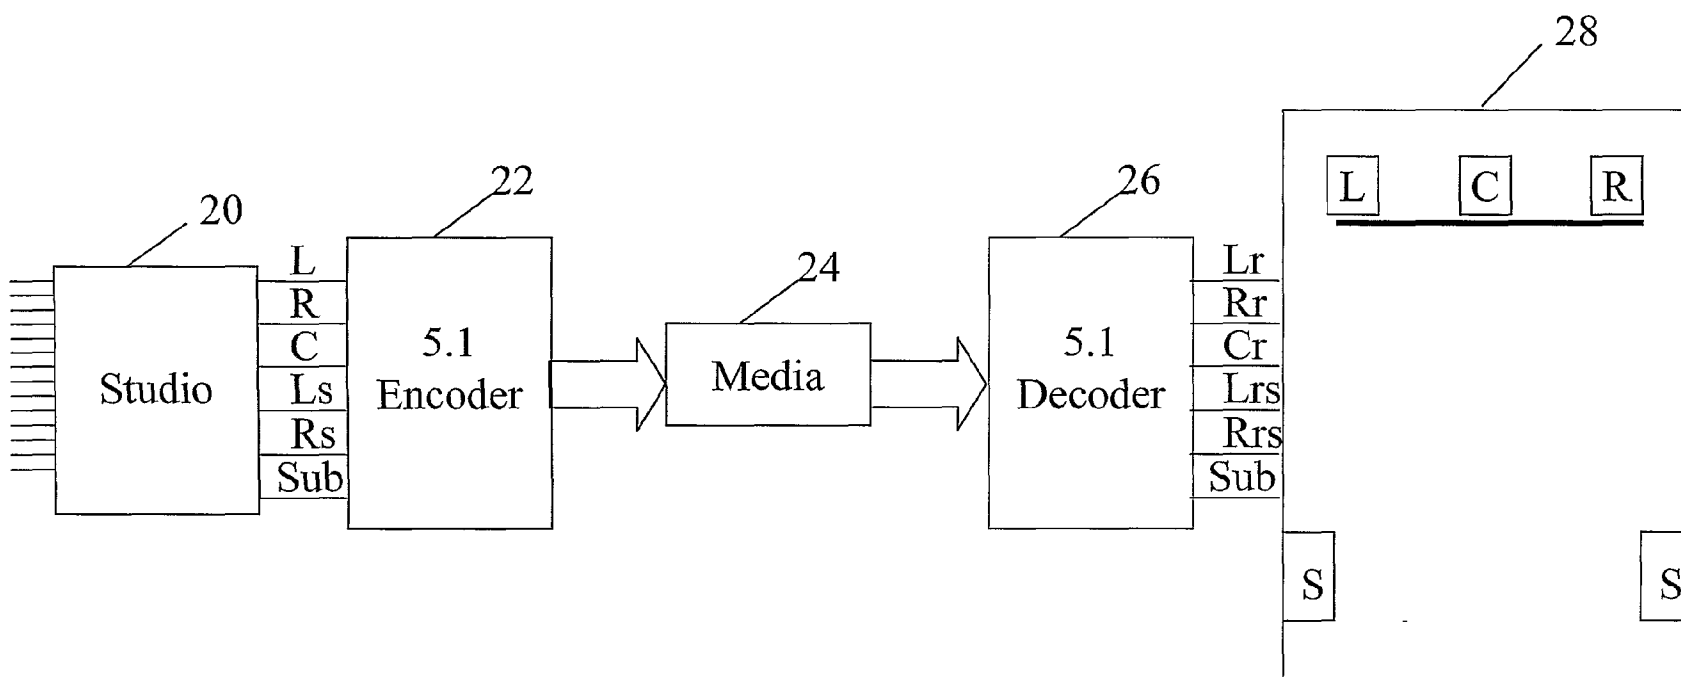 28
22
26
20
24
L
C
R
L
R
C
Ls
Rs
Sub
Studio
5.1
Encoder
Media
5.1
Decoder
Lr
Rr
Cr
Lrs
Rrs
Sub
S
S